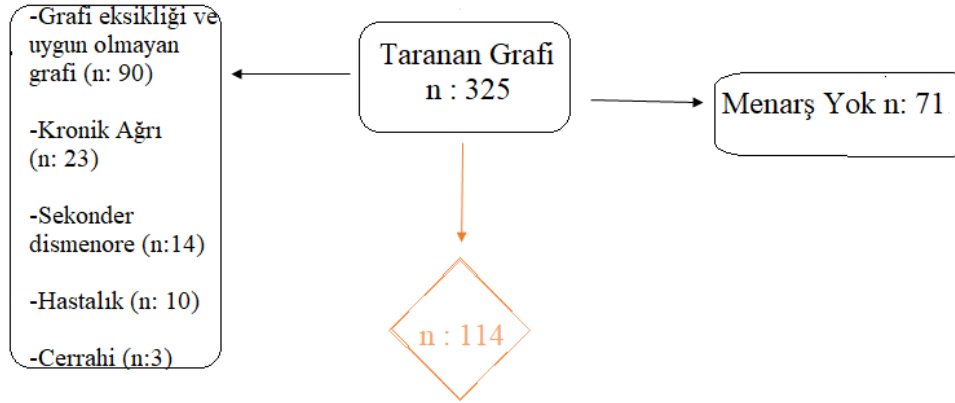 -Grafi eksikliği ve
uygun olmayan
grafi (n: 90)
-Kronik Ağrı
(n: 23)
-Sekonder
dismenore (n:14)
-Hastalık (n: 10)
-Cerrahi (n:3)
Taranan Grafi
n : 325
Menarş Yok n: 71
n : 114